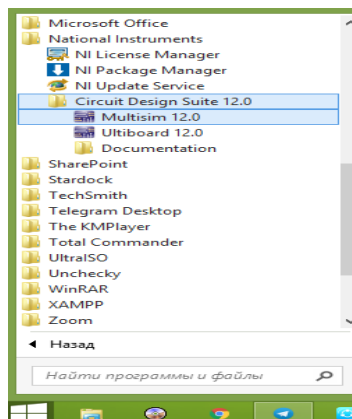 Microsoft Office
National Instruments
NI License Manager
NI Package Manager
NI Update Service
Circuit Design Suite 12.0
Multisim 12.0
Ultiboard 12.0
Documentation
SharePoint
Stardock
TechSmith
Telegram Desktop
The KMPlayer
Total Commander
UltraISO
Unchecky
WinRAR
XAMPP
Zoom
Назад
Найти программы и файлы